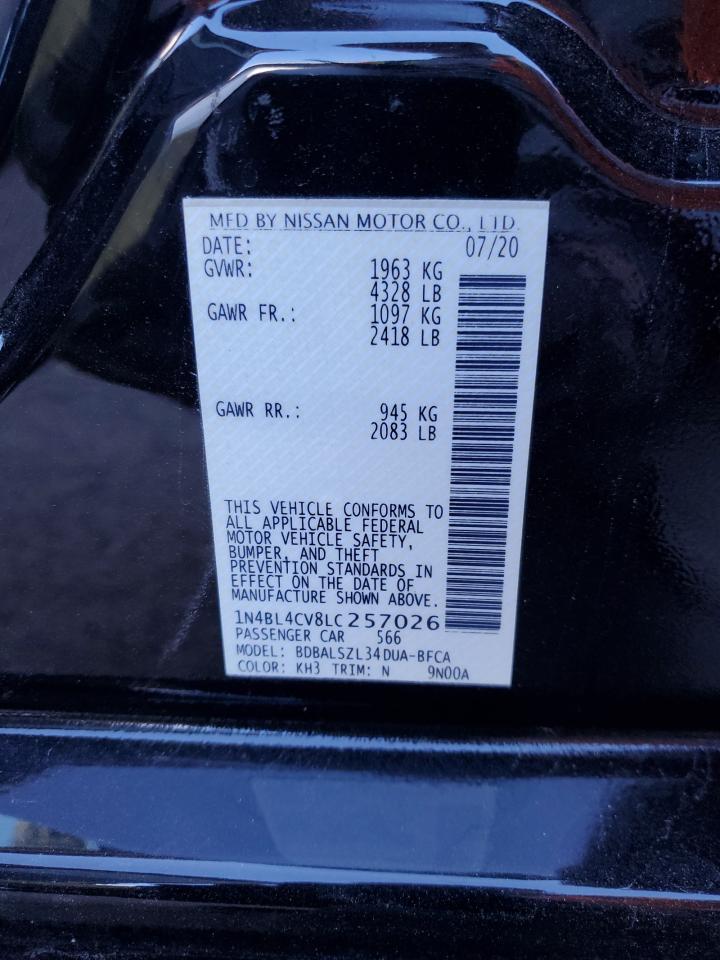 MFD BY NISSAN MOTOR CO., LTD.
DATE: 07/20
GVWR: 1963 KG
4328 LB
GAWR FR.: 1097 KG
2418 LB
GAWR RR.: 945 KG
2083 LB
THIS VEHICLE CONFORMS TO
ALL APPLICABLE FEDERAL
MOTOR VEHICLE SAFETY,
BUMPER, AND THEFT
PREVENTION STANDARDS IN
EFFECT ON THE DATE OF
MANUFACTURE SHOWN ABOVE.
1N4BL4CV8LC257026
PASSENGER CAR 566
MODEL: BDBALSZL34DUA-BFCA
COLOR: KH3 TRIM: N 9N00A